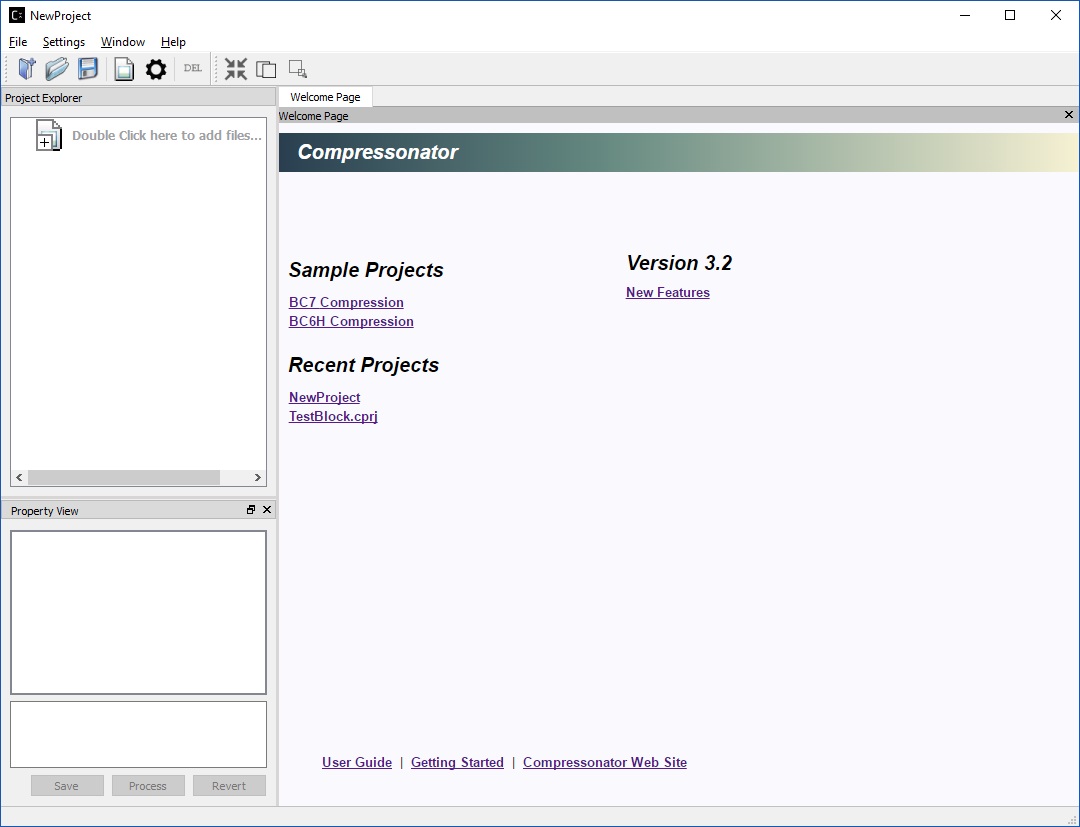 NewProject
File Settings Window Help
DEL
Project Explorer
Double Click here to add files...
Property View
Save Process Revert
Welcome Page
Welcome Page
Compressonator
Sample Projects
BC7 Compression
BC6H Compression
Recent Projects
NewProject
TestBlock.cprj
Version 3.2
New Features
User Guide | Getting Started | Compressonator Web Site